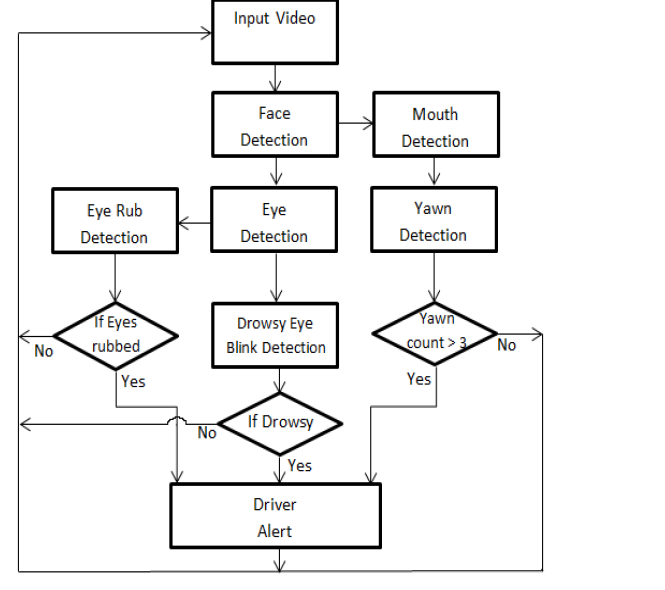 Input Video
Face
Detection
Mouth
Detection
Eye Rub
Detection
Eye
Detection
Yawn
Detection
If Eyes
rubbed
No
Yes
Drowsy Eye
Blink Detection
Yawn
count > 3
No
Yes
If Drowsy
No
Yes
Driver
Alert